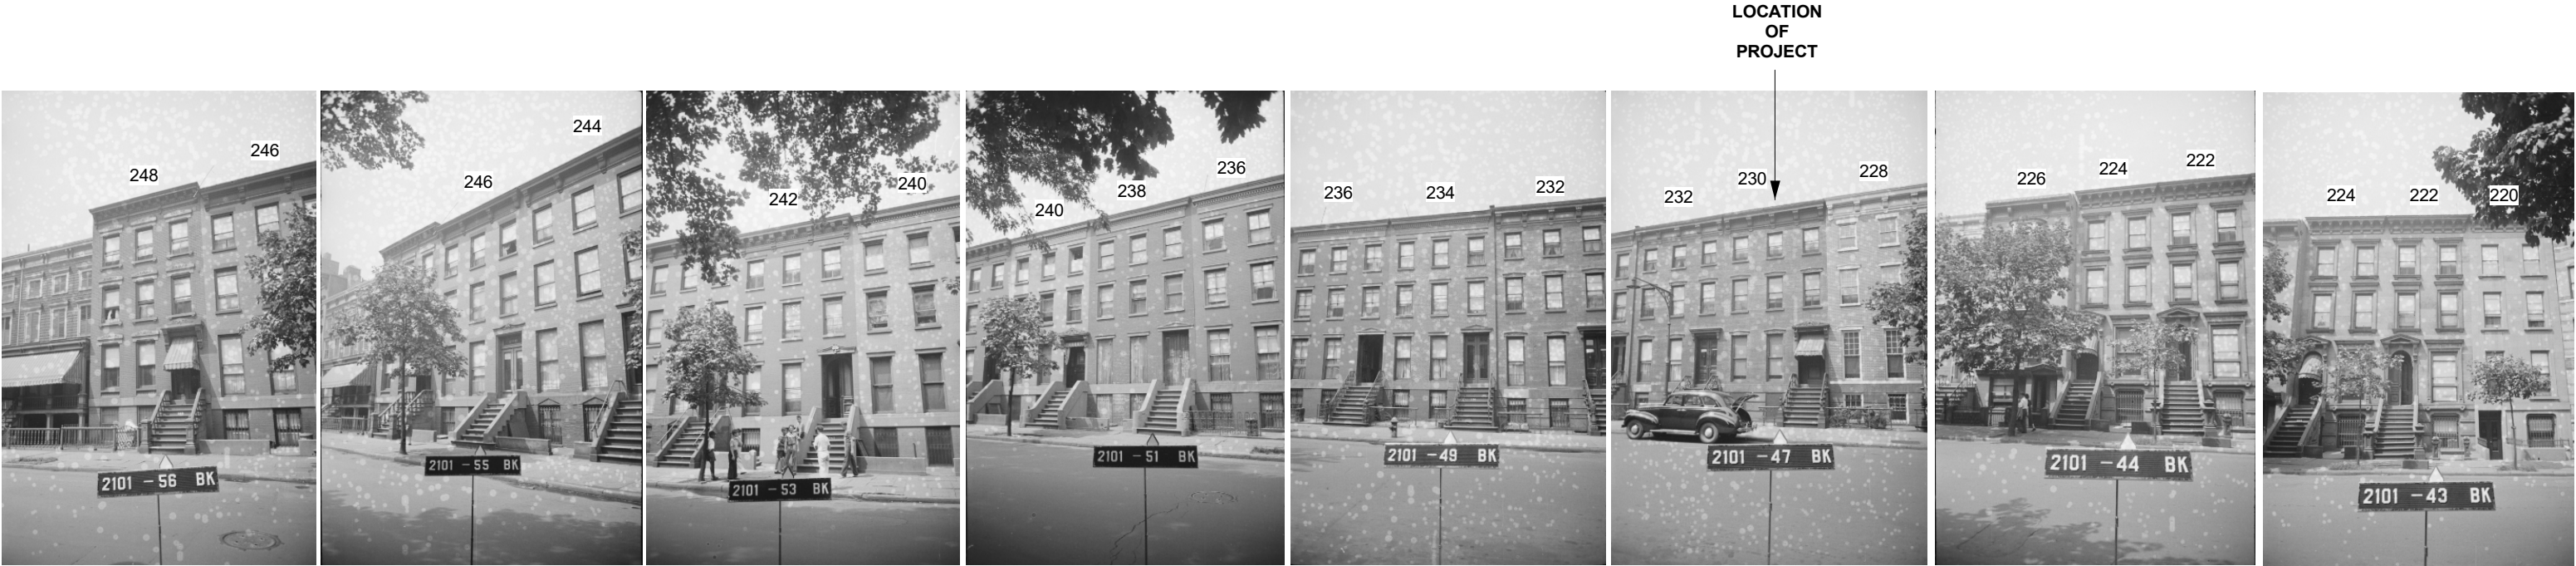 LOCATION
OF
PROJECT
248
246
2101 - 56 BK
246
244
2101 - 55 BK
242
240
2101 - 53 BK
240
238
236
2101 - 51 BK
236
234
232
2101 - 49 BK
232
230
228
2101 - 47 BK
226
224
222
2101 - 44 BK
224
222
220
2101 - 43 BK